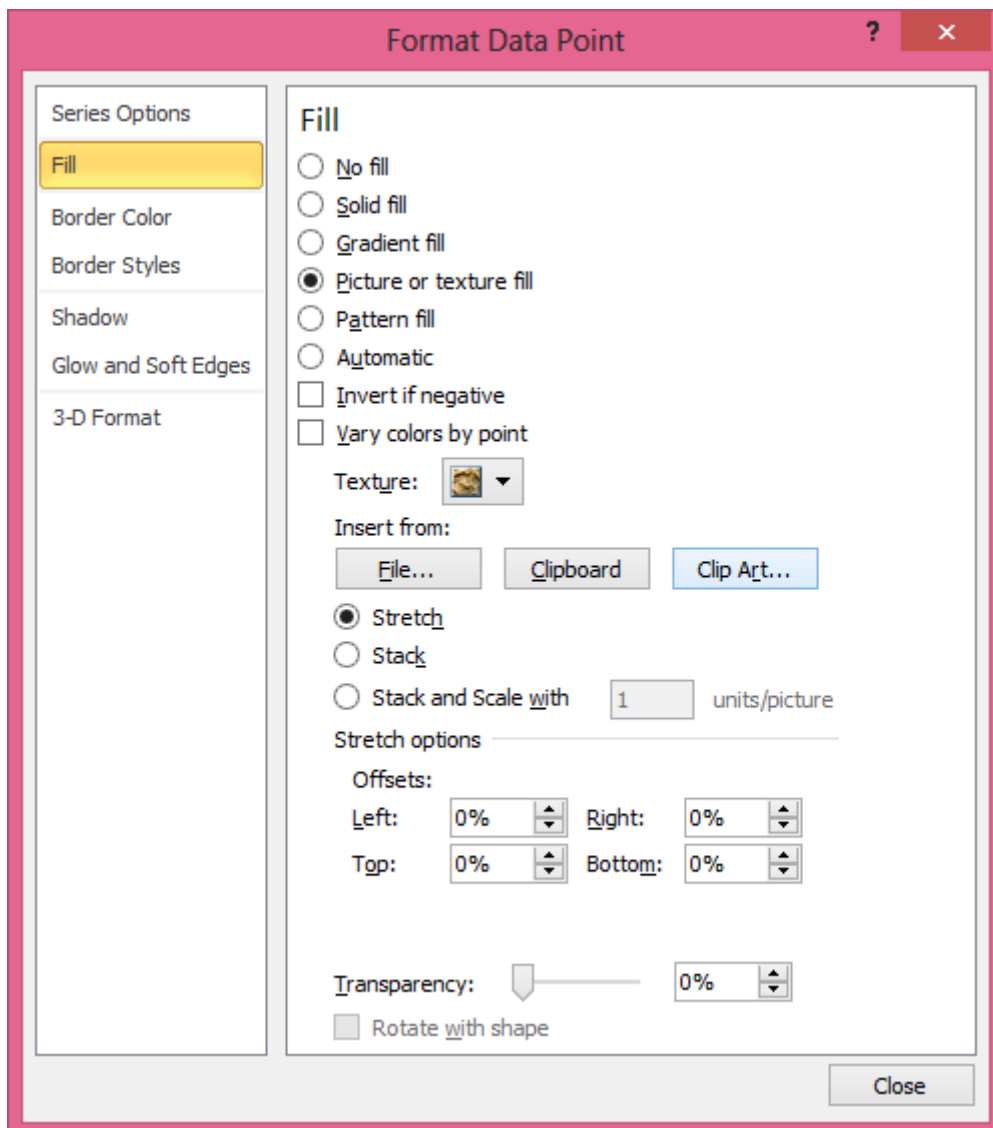 Format Data Point
?
Series Options
Fill
Border Color
Border Styles
Shadow
Glow and Soft Edges
3-D Format
Fill
No fill
Solid fill
Gradient fill
Picture or texture fill
Pattern fill
Automatic
Invert if negative
Vary colors by point
Texture:
Insert from:
File... Clipboard Clip Art...
Stretch
Stack
Stack and Scale with 1 units/picture
Stretch options
Offsets:
Left: 0% Right: 0%
Top: 0% Bottom: 0%
Transparency: 0%
Rotate with shape
Close